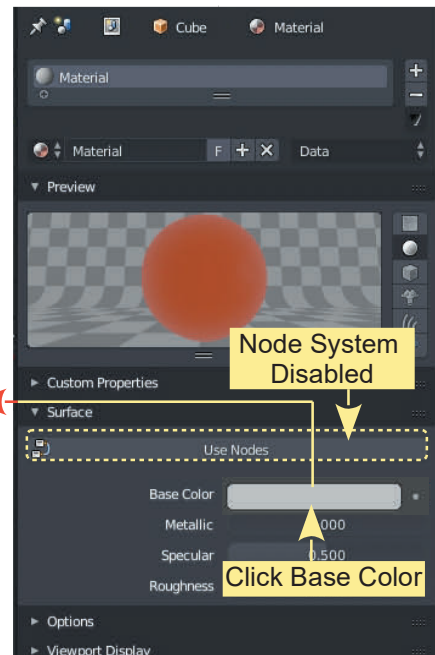 Cube Material
Material
Material F Data
Preview
Node System
Disabled
Custom Properties
Surface
Use Nodes
Base Color
Metallic 000
Specular 0.500
Roughness
Click Base Color
Options
Viewport Display